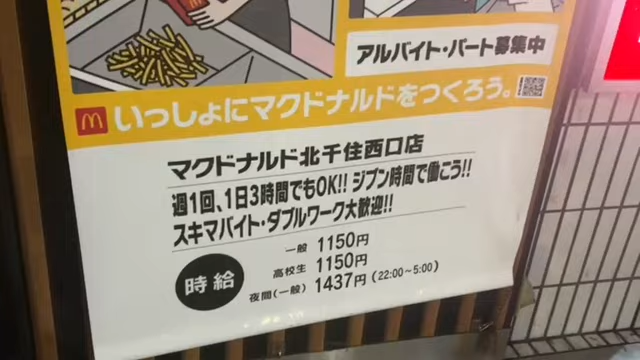 アルバイト・パート募集中
いっしょにマクドナルドをつくろう。
マクドナルド北千住西口店
週1回、1日3時間でもOK!! ジブン時間で働こう!!
スキマバイト・ダブルワーク大歓迎!!
時給
一般 1150円
高校生 1150円
夜間(一般) 1437円 (22:00~5:00)